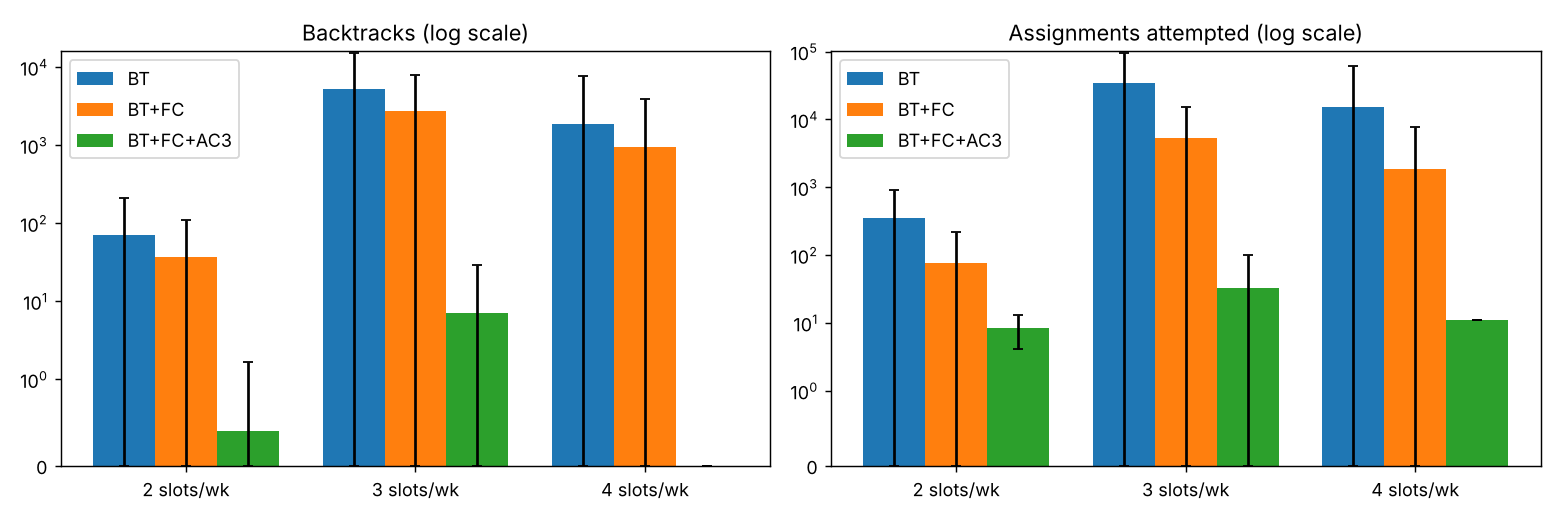 Backtracks (log scale)
10⁴
10³
10²
10¹
10⁰
0
BT
BT+FC
BT+FC+AC3
2 slots/wk
3 slots/wk
4 slots/wk
Assignments attempted (log scale)
10⁵
10⁴
10³
10²
10¹
10⁰
0
BT
BT+FC
BT+FC+AC3
2 slots/wk
3 slots/wk
4 slots/wk